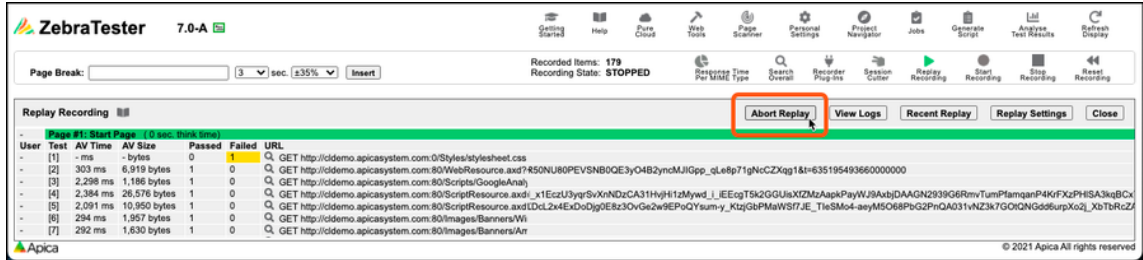 ZebraTester 7.0-A
Getting Started
Help
Pure Cloud
Web Tools
Page Scanner
Personal Settings
Project Navigator
Jobs
Generate Script
Analyse Test Results
Refresh Display
Page Break: 3 sec. ±35% Insert
Recorded Items: 179
Recording State: STOPPED
Response Time Per MIME Type
Search Overall
Recorder Plug-Ins
Session Cutter
Replay Recording
Start Recording
Stop Recording
Reset Recording
Replay Recording Abort Replay View Logs Recent Replay Replay Settings Close
- Page #1: Start Page ( 0 sec. think time)
User Test AV Time AV Size Passed Failed URL
- [1] - ms - bytes 0 1 GET http://cldemo.apicasystem.com:0/Styles/stylesheet.css
- [2] 303 ms 6,919 bytes 1 0 GET http://cldemo.apicasystem.com:80/WebResource.axd?
- [3] 2,298 ms 1,186 bytes 1 0 GET http://cldemo.apicasystem.com:80/Scripts/GoogleAnaly
- [4] 2,384 ms 26,576 bytes 1 0 GET http://cldemo.apicasystem.com:80/ScriptResource.axd
- [5] 2,091 ms 10,950 bytes 1 0 GET http://cldemo.apicasystem.com:80/ScriptResource.axd
- [6] 294 ms 1,957 bytes 1 0 GET http://cldemo.apicasystem.com:80/Images/Banners/Wi
- [7] 292 ms 1,630 bytes 1 0 GET http://cldemo.apicasystem.com:80/Images/Banners/Am
Apica © 2021 Apica All rights reserved